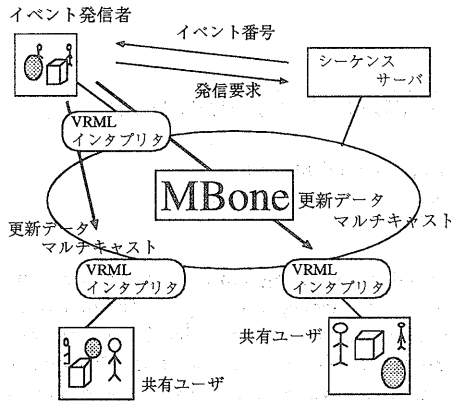 イベント発信者
イベント番号
シーケンス
サーバ
発信要求
VRML
インタプリタ
MBone
更新データ
マルチキャスト
更新データ
マルチキャスト
VRML
インタプリタ
VRML
インタプリタ
共有ユーザ
共有ユーザ